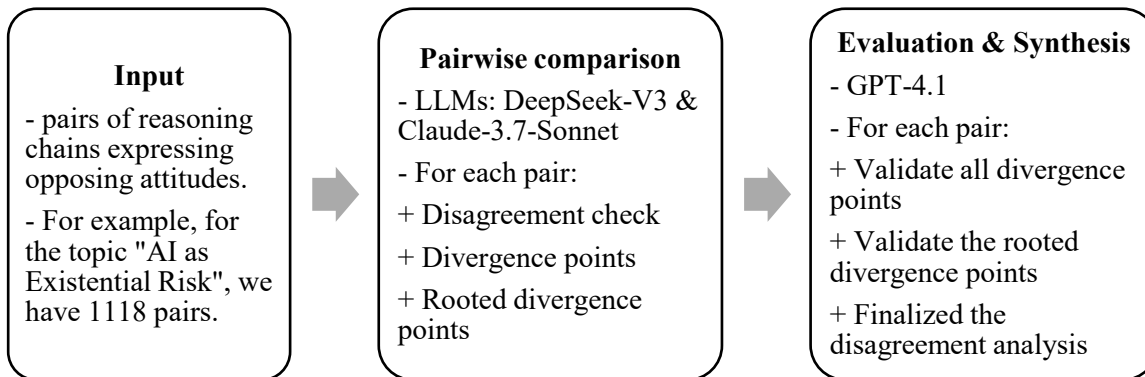 Input
- pairs of reasoning
chains expressing
opposing attitudes.
- For example, for
the topic "AI as
Existential Risk", we
have 1118 pairs.
Pairwise comparison
- LLMs: DeepSeek-V3 &
Claude-3.7-Sonnet
- For each pair:
+ Disagreement check
+ Divergence points
+ Rooted divergence
points
Evaluation & Synthesis
- GPT-4.1
- For each pair:
+ Validate all divergence
points
+ Validate the rooted
divergence points
+ Finalized the
disagreement analysis